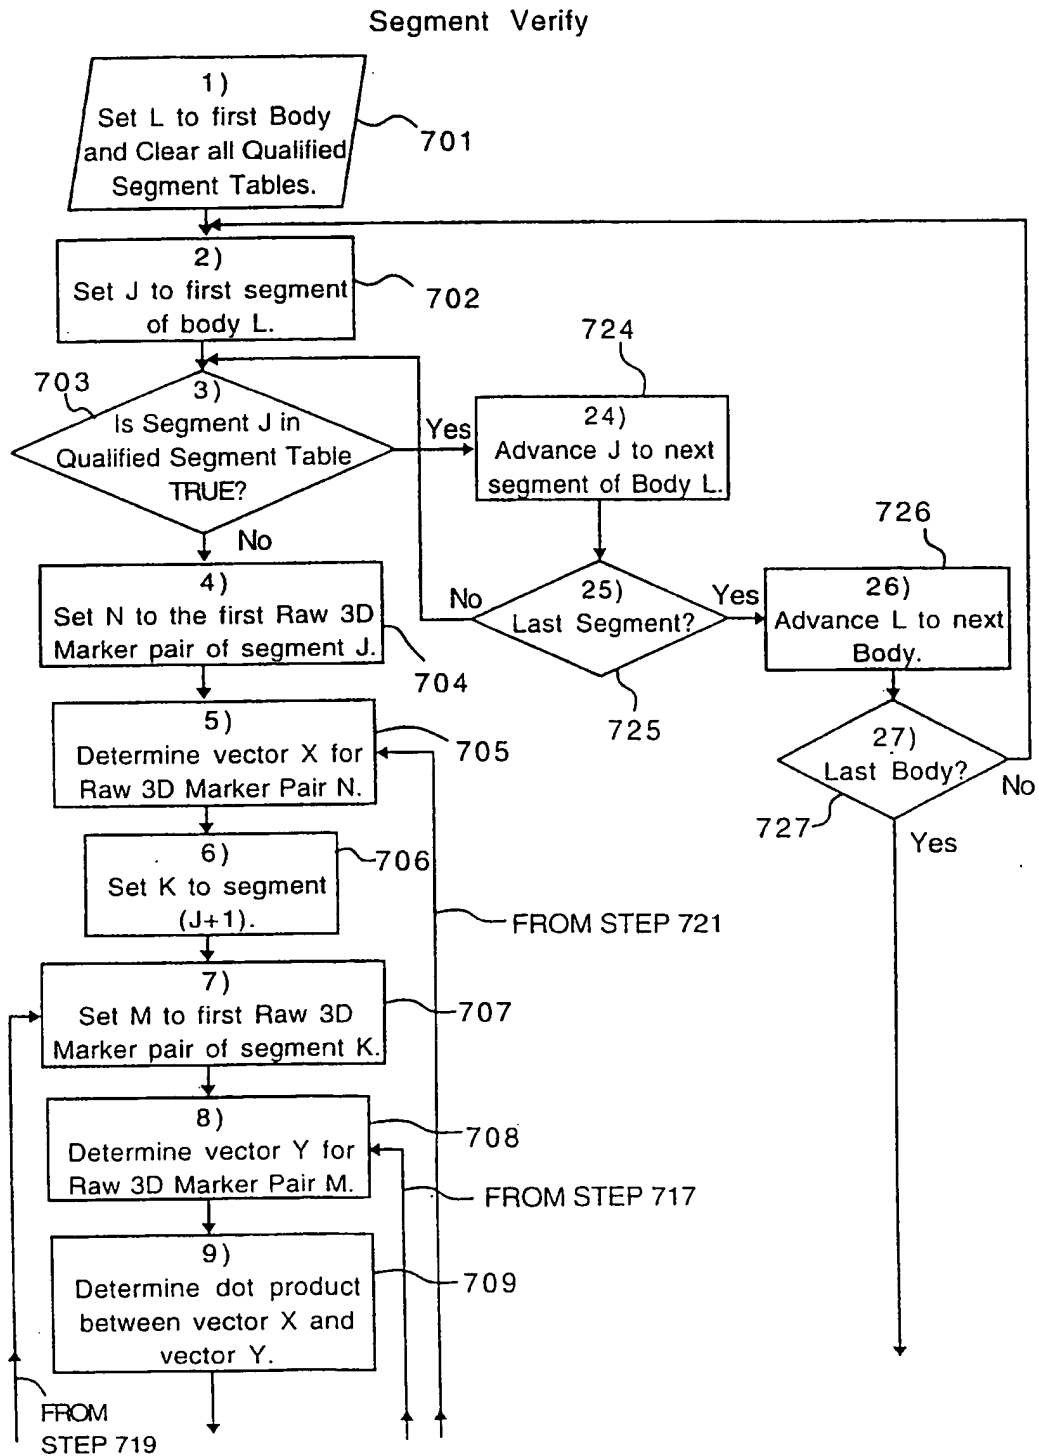 Segment Verify
1)
Set L to first Body
and Clear all Qualified
Segment Tables.
701
2)
Set J to first segment
of body L.
702
703
3)
Is Segment J in
Qualified Segment Table
TRUE?
Yes
No
724
24)
Advance J to next
segment of Body L.
25)
Last Segment?
No
Yes
725
726
26)
Advance L to next
Body.
27)
Last Body?
No
727
Yes
4)
Set N to the first Raw 3D
Marker pair of segment J.
704
5)
Determine vector X for
Raw 3D Marker Pair N.
705
6)
Set K to segment
(J+1).
706
FROM STEP 721
7)
Set M to first Raw 3D
Marker pair of segment K.
707
8)
Determine vector Y for
Raw 3D Marker Pair M.
708
FROM STEP 717
9)
Determine dot product
between vector X and
vector Y.
709
FROM
STEP 719